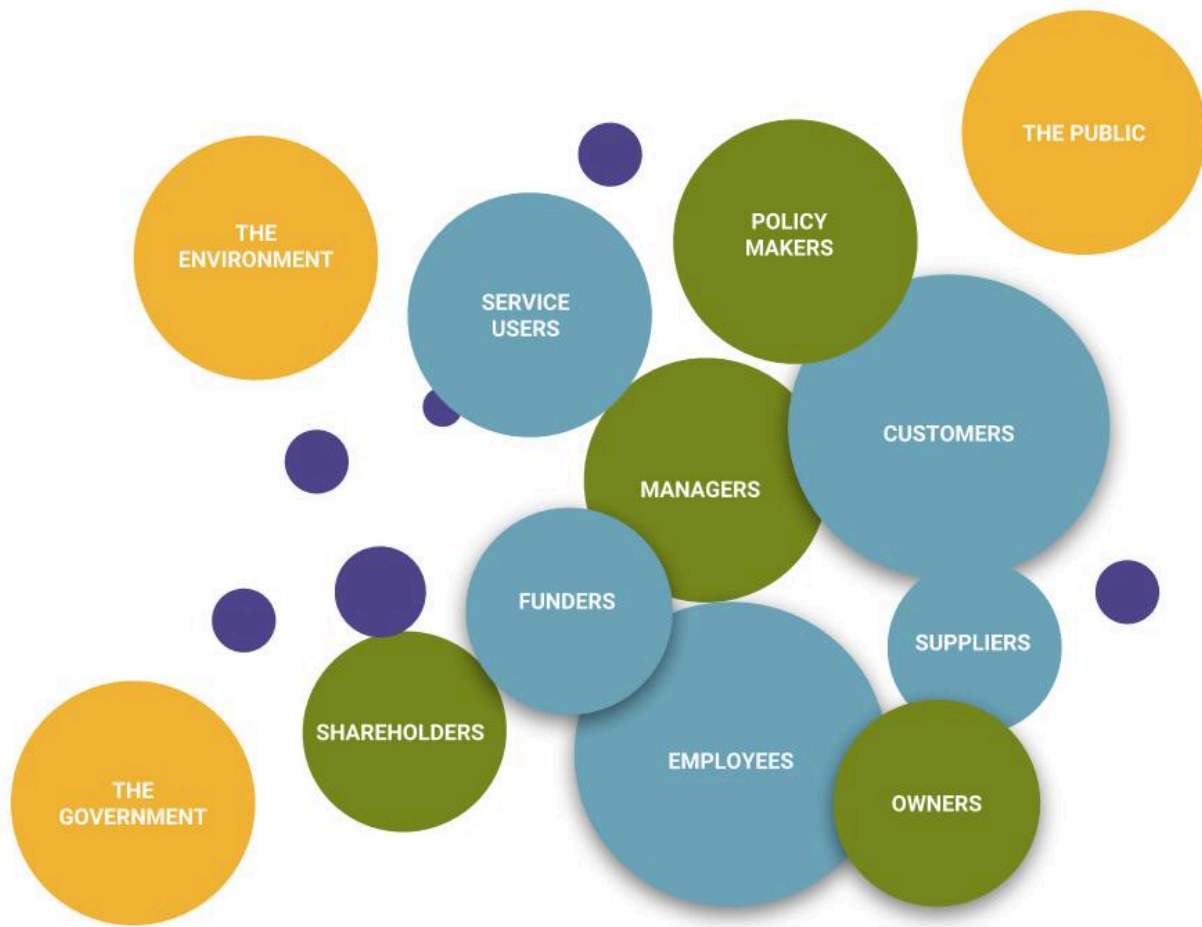 THE PUBLIC
POLICY
MAKERS
THE
ENVIRONMENT
SERVICE
USERS
CUSTOMERS
MANAGERS
FUNDERS
SUPPLIERS
SHAREHOLDERS
EMPLOYEES
THE
GOVERNMENT
OWNERS